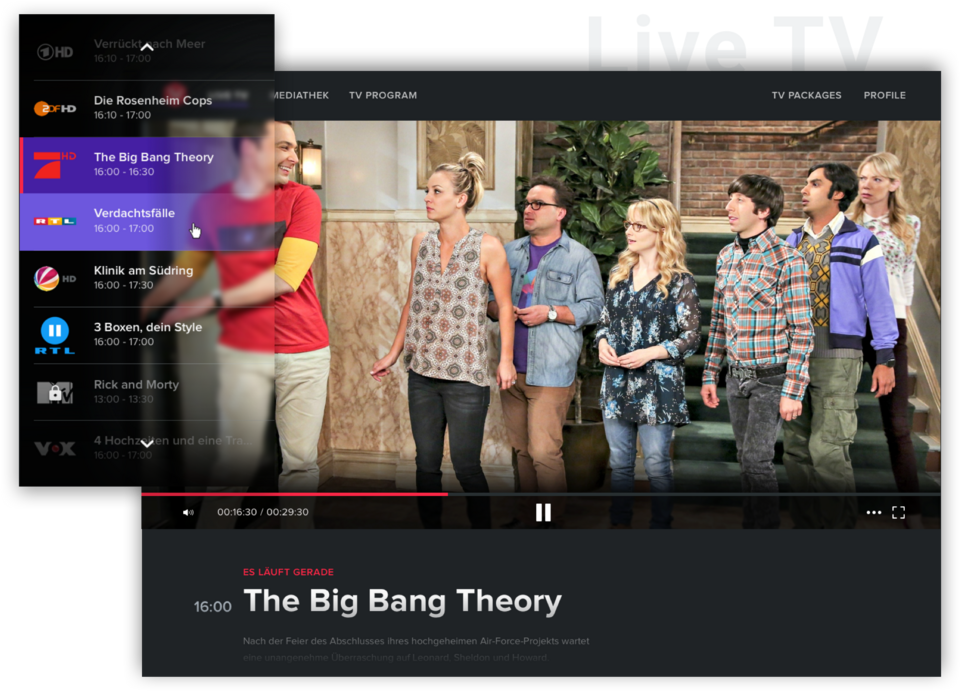 Live TV
HD
Verrückt nach Meer
16:10 - 17:00
ZDF HD
Die Rosenheim Cops
16:10 - 17:00
HD
The Big Bang Theory
16:00 - 16:30
RTL
Verdachtsfälle
16:00 - 17:00
HD
Klinik am Südring
16:00 - 17:30
RTL
3 Boxen, dein Style
16:00 - 17:00
MTV
Rick and Morty
13:00 - 13:30
VOX
4 Hochzeiten und eine Tra...
16:00 - 17:00
LIVE TV
MEDIATHEK
TV PROGRAM
TV PACKAGES
PROFILE
00:16:30 / 00:29:30
ES LÄUFT GERADE
16:00
The Big Bang Theory
Nach der Feier des Abschlusses ihres hochgeheimen Air-Force-Projekts wartet
eine unangenehme Überraschung auf Leonard, Sheldon und Howard.